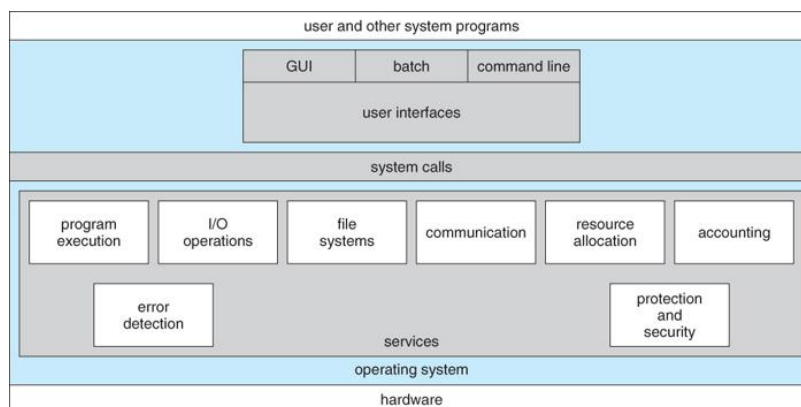 user and other system programs
GUI
batch
command line
user interfaces
system calls
program
execution
I/O
operations
file
systems
communication
resource
allocation
accounting
error
detection
protection
and
security
services
operating system
hardware